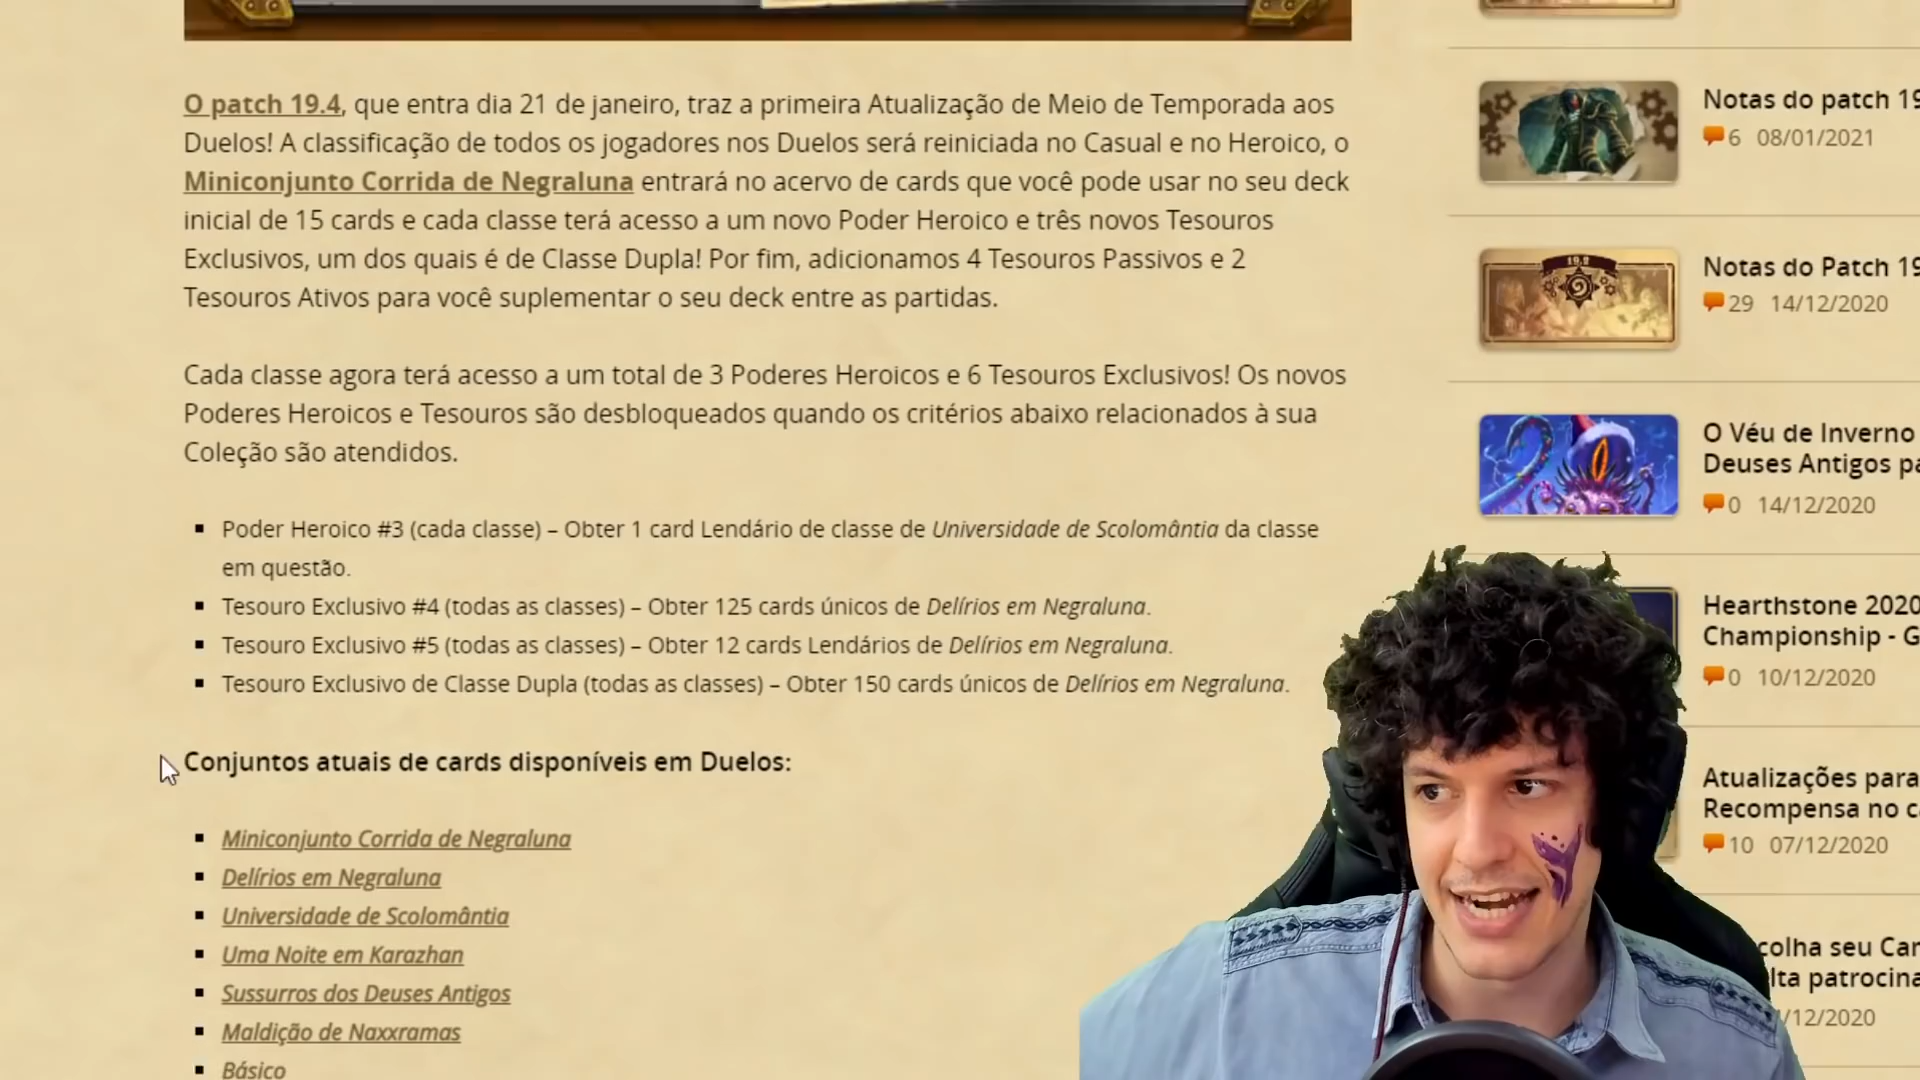 O patch 19.4, que entra dia 21 de janeiro, traz a primeira Atualização de Meio de Temporada aos
Duelos! A classificação de todos os jogadores nos Duelos será reiniciada no Casual e no Heroico, o
Miniconjunto Corrida de Negraluna entrará no acervo de cards que você pode usar no seu deck
inicial de 15 cards e cada classe terá acesso a um novo Poder Heroico e três novos Tesouros
Exclusivos, um dos quais é de Classe Dupla! Por fim, adicionamos 4 Tesouros Passivos e 2
Tesouros Ativos para você suplementar o seu deck entre as partidas.
Cada classe agora terá acesso a um total de 3 Poderes Heroicos e 6 Tesouros Exclusivos! Os novos
Poderes Heroicos e Tesouros são desbloqueados quando os critérios abaixo relacionados à sua
Coleção são atendidos.
Poder Heroico #3 (cada classe) – Obter 1 card Lendário de classe de Universidade de Scolomântia da classe
em questão.
Tesouro Exclusivo #4 (todas as classes) – Obter 125 cards únicos de Delírios em Negraluna.
Tesouro Exclusivo #5 (todas as classes) – Obter 12 cards Lendários de Delírios em Negraluna.
Tesouro Exclusivo de Classe Dupla (todas as classes) – Obter 150 cards únicos de Delírios em Negraluna.
Conjuntos atuais de cards disponíveis em Duelos:
Miniconjunto Corrida de Negraluna
Delírios em Negraluna
Universidade de Scolomântia
Uma Noite em Karazhan
Sussurros dos Deuses Antigos
Maldição de Naxxramas
Básico
Notas do patch 19
6 08/01/2021
19.2
Notas do Patch 19
29 14/12/2020
O Véu de Inverno
Deuses Antigos pa
0 14/12/2020
Hearthstone 2020
Championship - G
0 10/12/2020
Atualizações para
Recompensa no c
10 07/12/2020
colha seu Car
lta patrocina
/12/2020